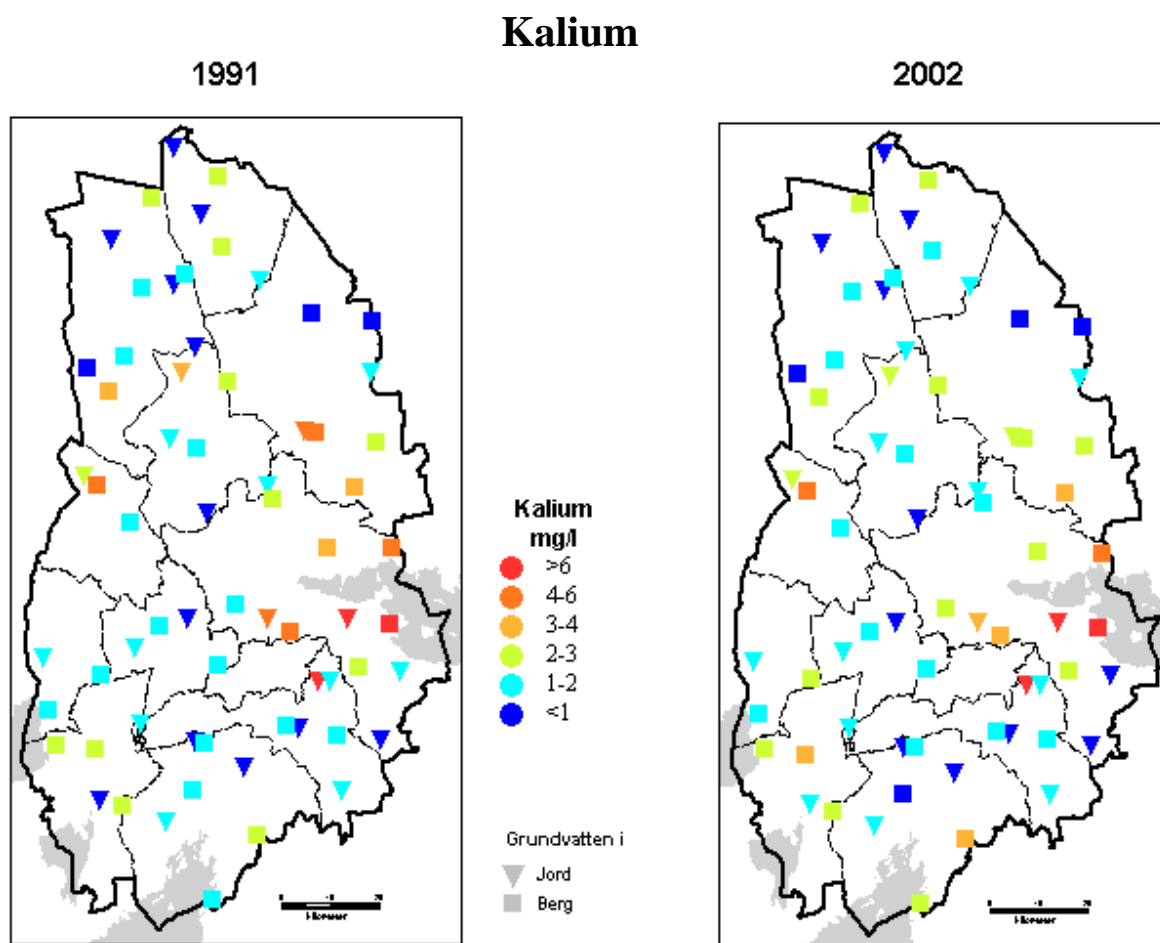 Kalium
1991
2002
Kalium
mg/l
>6
4-6
3-4
2-3
1-2
<1
Grundvatten i
Jord
Berg